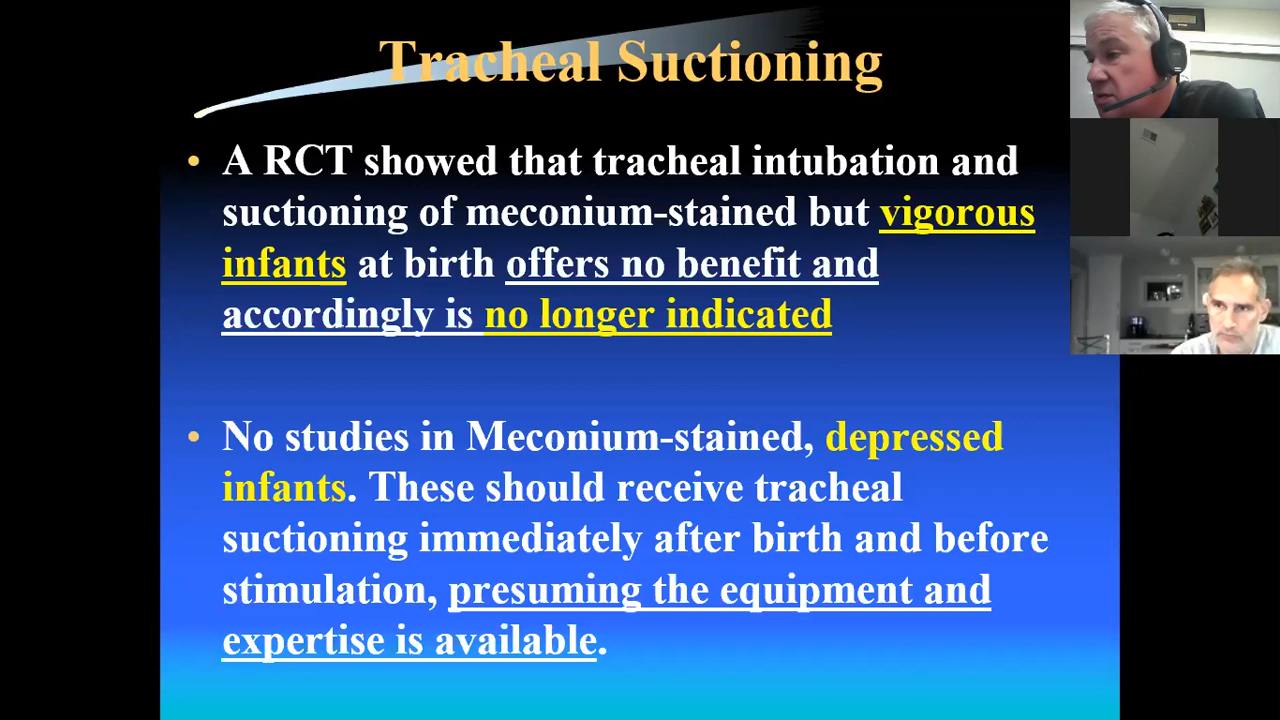 Tracheal Suctioning
• A RCT showed that tracheal intubation and
suctioning of meconium-stained but vigorous
infants at birth offers no benefit and
accordingly is no longer indicated
• No studies in Meconium-stained, depressed
infants. These should receive tracheal
suctioning immediately after birth and before
stimulation, presuming the equipment and
expertise is available.